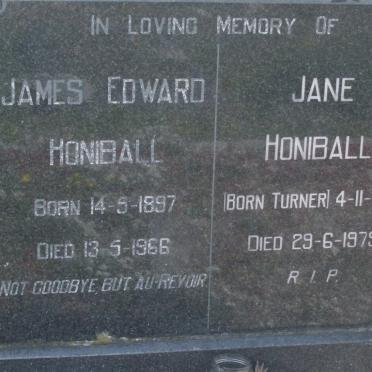 IN LOVING MEMORY OF
JAMES EDWARD
HONIBALL
BORN 14-9-1897
DIED 13-5-1966
NOT GOODBYE, BUT AU-REVOIR
JANE
HONIBALL
(BORN TURNER) 4-11-
DIED 29-6-1979
R.I.P